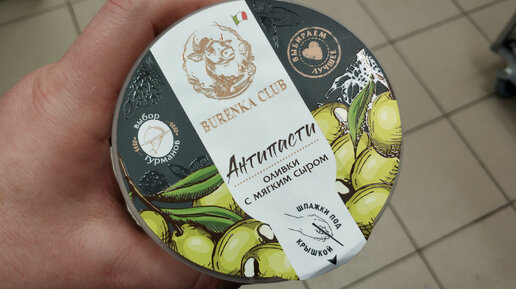 BURENKA CLUB
ВЫБИРАЕМ
ЛУЧШЕЕ
выбор
гурманов
Антипасти
ОЛИВКИ
С МЯГКИМ СЫРОМ
ШПАЖКИ ПОД
КРЫШКОЙ